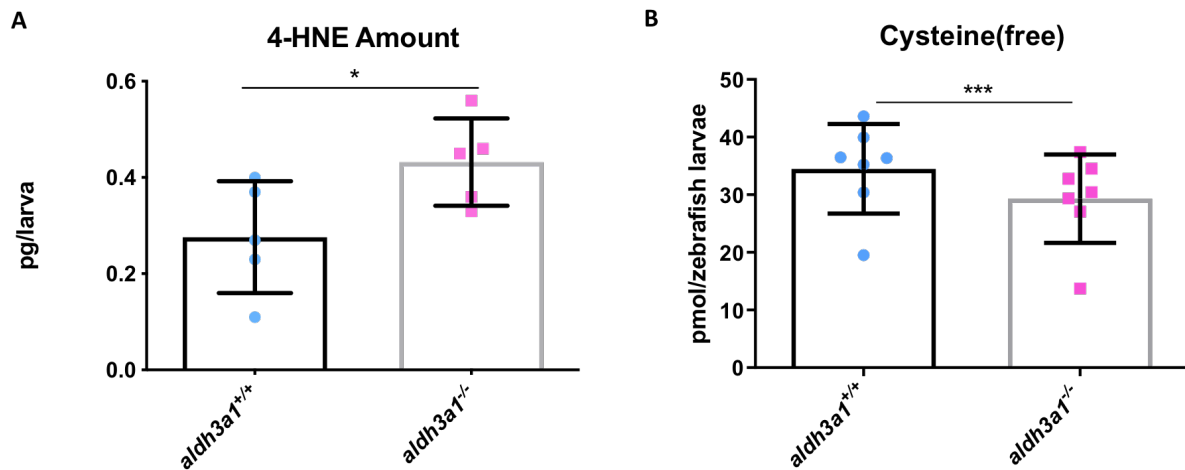 A
4-HNE Amount
*
0.6
0.4
0.2
0.0
pg/larva
aldh3a1+/+
aldh3a1-/-
B
Cysteine(free)
***
50
40
30
20
10
0
pmol/zebrafish larvae
aldh3a1+/+
aldh3a1-/-